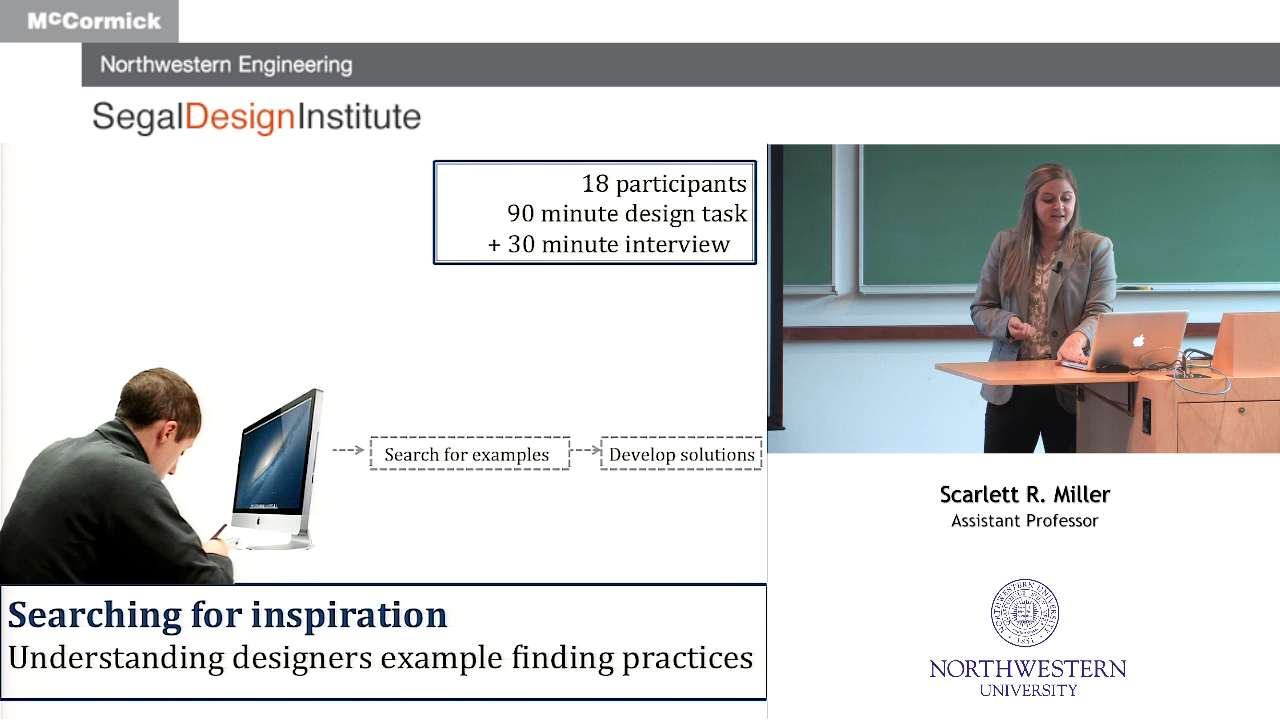 McCormick
Northwestern Engineering
SegalDesignInstitute
18 participants
90 minute design task
+ 30 minute interview
Search for examples
Develop solutions
Searching for inspiration
Understanding designers example finding practices
Scarlett R. Miller
Assistant Professor
NORTHWESTERN
UNIVERSITY